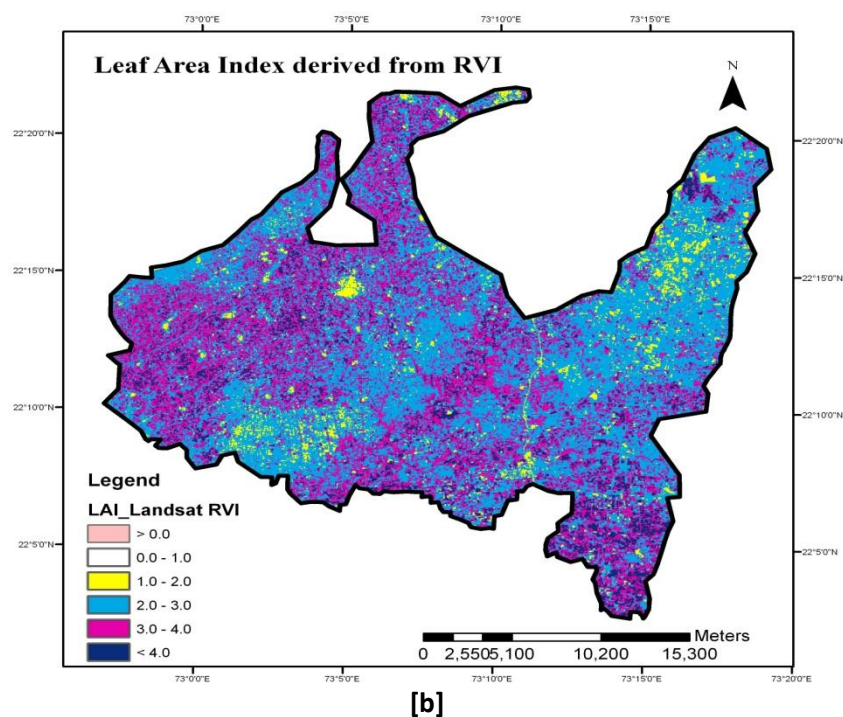 73°0'0"E 73°5'0"E 73°10'0"E 73°15'0"E
Leaf Area Index derived from RVI
N
22°20'0"N 22°20'0"N
22°15'0"N 22°15'0"N
22°10'0"N 22°10'0"N
22°5'0"N 22°5'0"N
Legend
LAI_Landsat RVI
> 0.0
0.0 - 1.0
1.0 - 2.0
2.0 - 3.0
3.0 - 4.0
< 4.0
Meters
0 2,5505,100 10,200 15,300
73°0'0"E 73°5'0"E 73°10'0"E 73°15'0"E 73°20'0"E
[b]